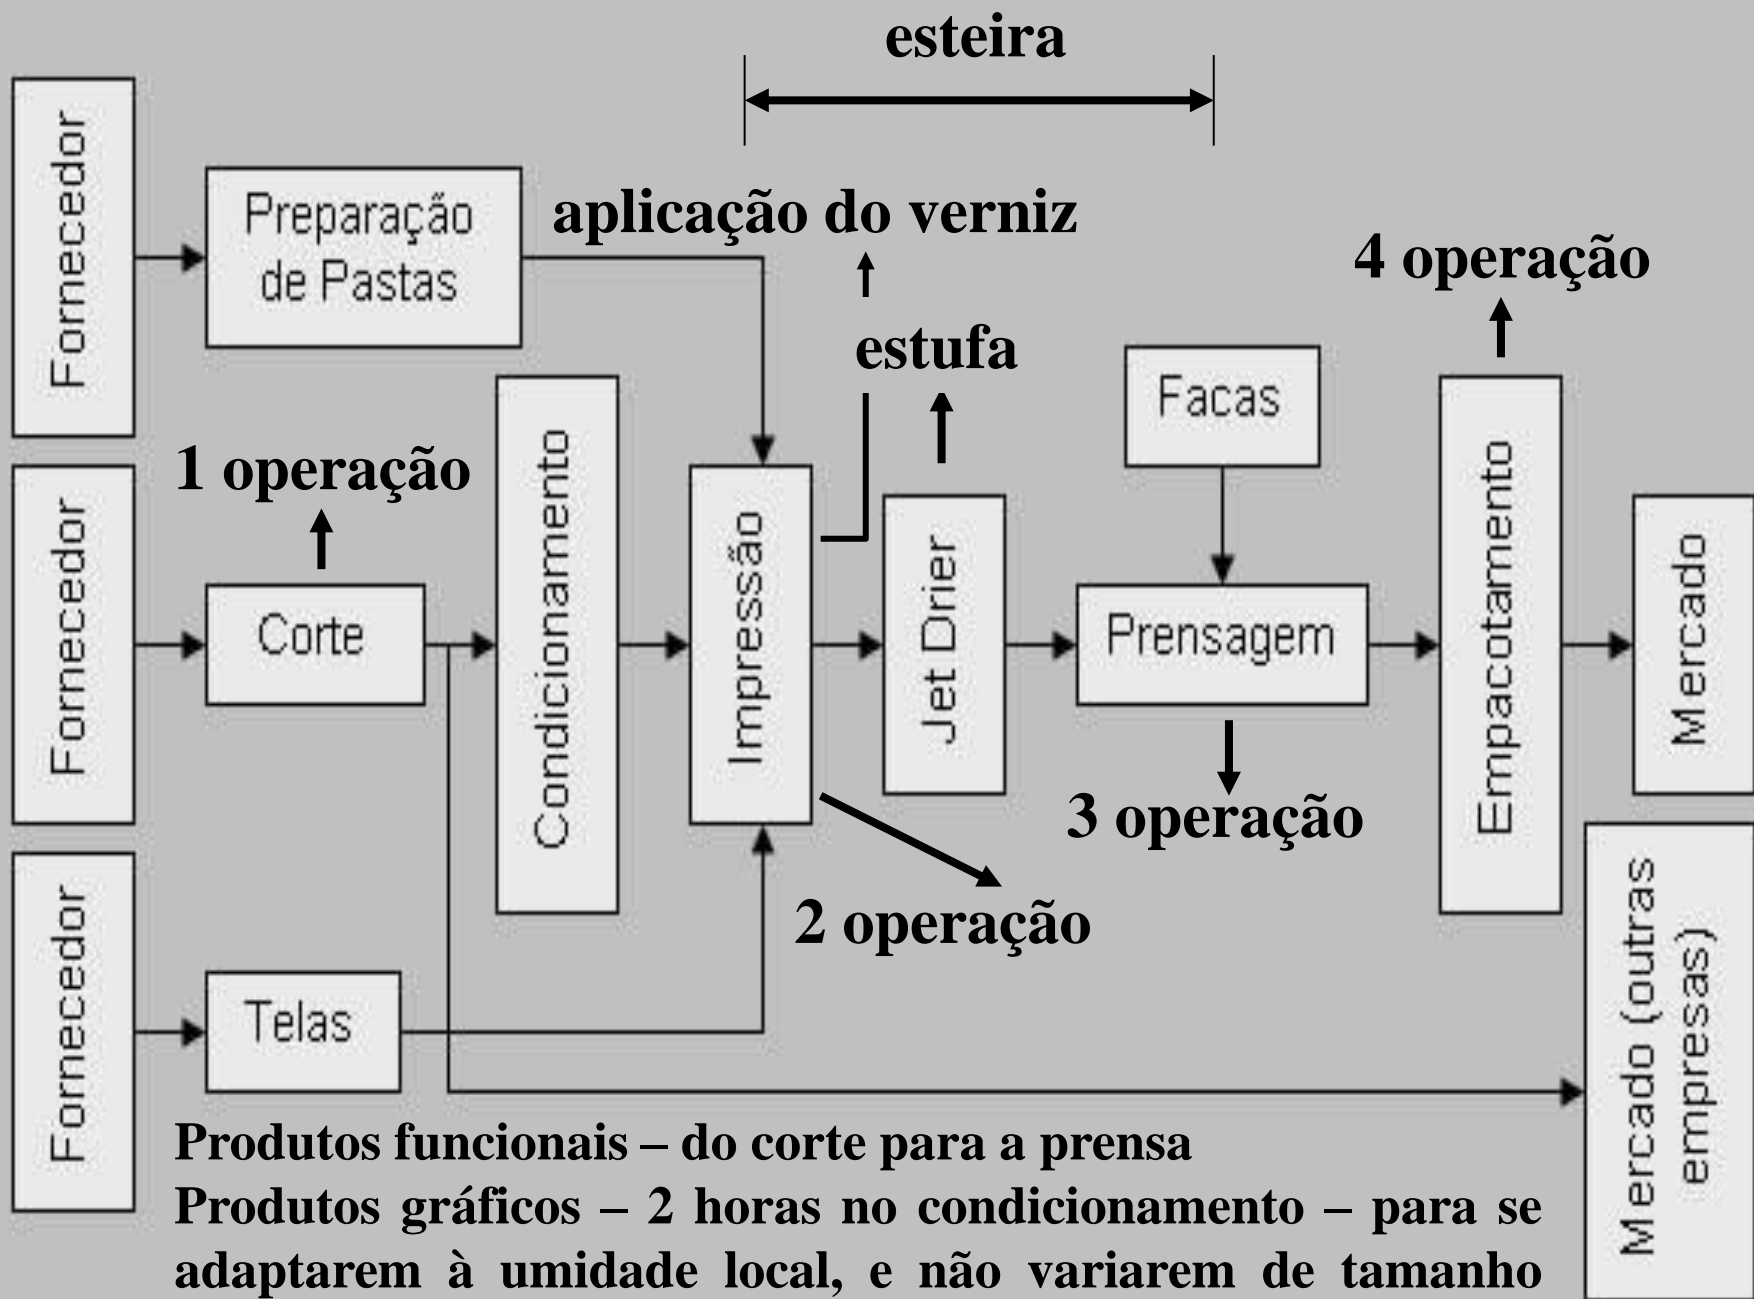 esteira
Fornecedor
Preparação
de Pastas
aplicação do verniz
4 operação
estufa
Facas
1 operação
Fornecedor
Corte
Condicionamento
Impressão
Jet Drier
Prensagem
Empacotamento
Mercado
3 operação
2 operação
Fornecedor
Telas
Mercado (outras
empresas)
Produtos funcionais – do corte para a prensa
Produtos gráficos – 2 horas no condicionamento – para se
adaptarem à umidade local, e não variarem de tamanho